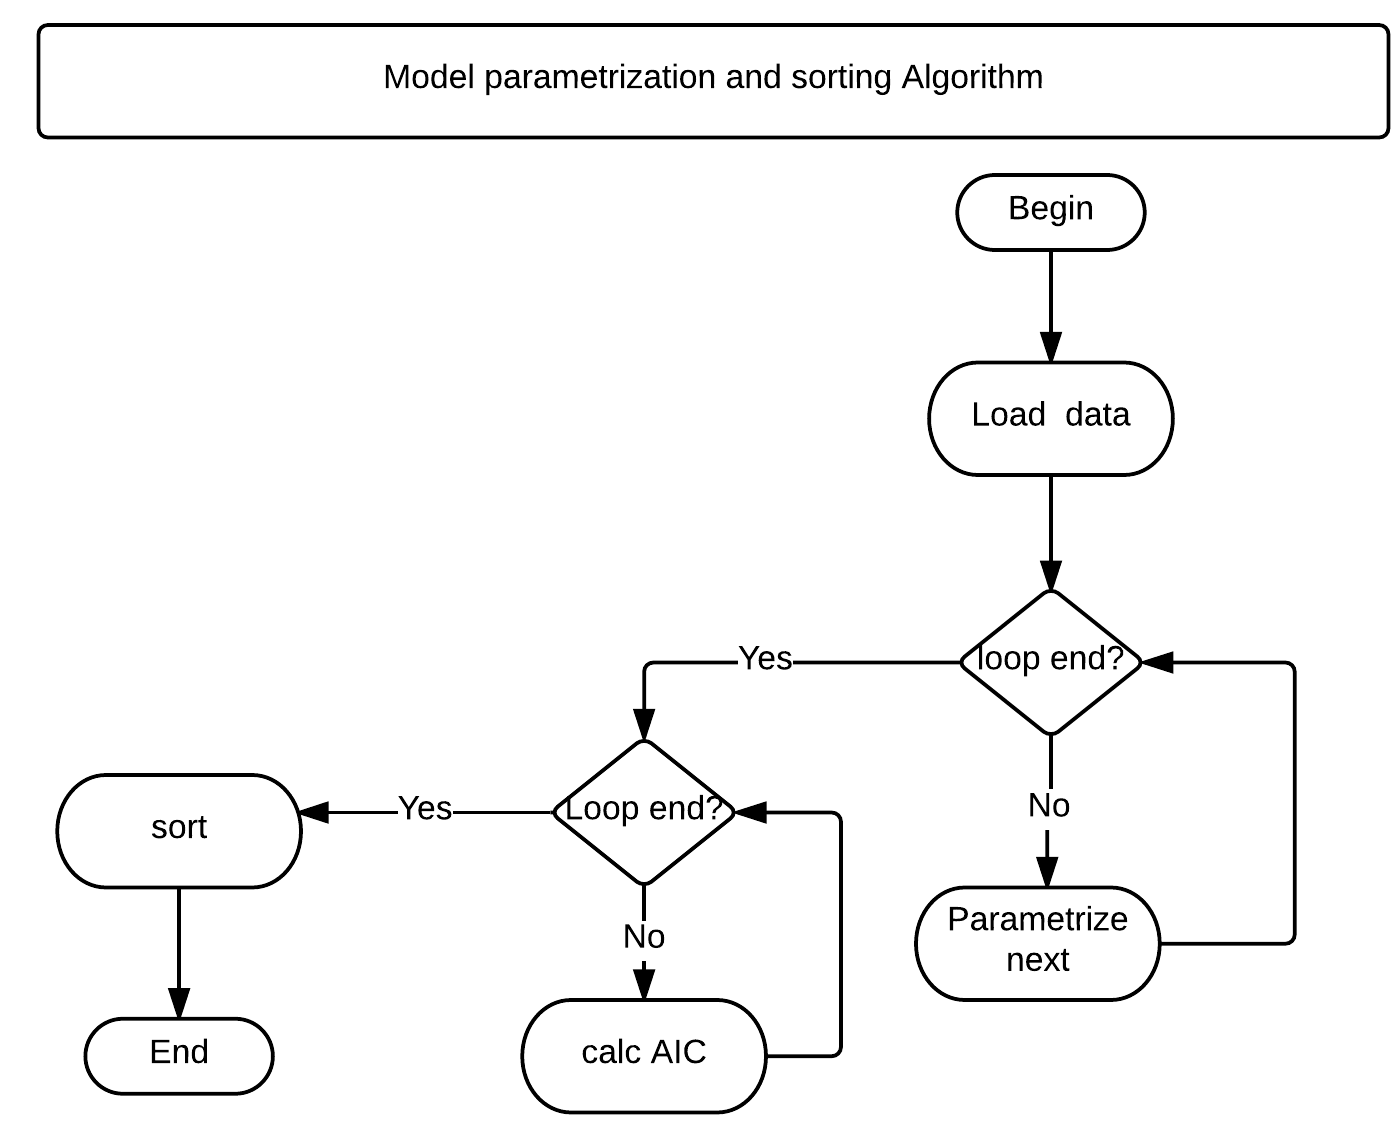 Model parametrization and sorting Algorithm
Begin
Load  data
loop end?
Yes
No
Parametrize
next
Loop end?
Yes
No
calc AIC
sort
End